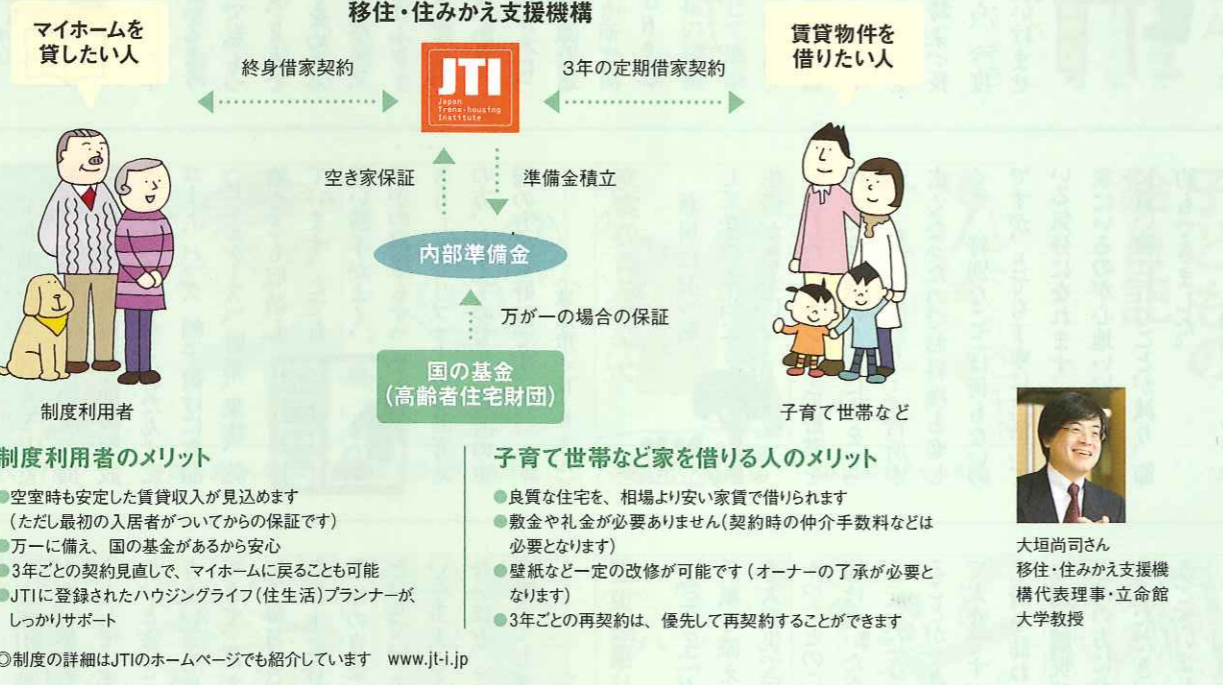 移住・住みかえ支援機構
マイホームを
貸したい人
賃貸物件を
借りたい人
終身借家契約
JTI
Japan
Trans-housing
Institute
3年の定期借家契約
空き家保証
準備金積立
内部準備金
万が一の場合の保証
国の基金
(高齢者住宅財団)
制度利用者
子育て世帯など
制度利用者のメリット
●空室時も安定した賃貸収入が見込めます
(ただし最初の入居者がついてからの保証です)
●万一に備え、国の基金があるから安心
●3年ごとの契約見直しで、マイホームに戻ることも可能
●JTIに登録されたハウジングライフ(住生活)プランナーが、
しっかりサポート
子育て世帯など家を借りる人のメリット
●良質な住宅を、相場より安い家賃で借りられます
●敷金や礼金が必要ありません(契約時の仲介手数料などは
必要となります)
●壁紙など一定の改修が可能です(オーナーの了承が必要と
なります)
●3年ごとの再契約は、優先して再契約することができます
大垣尚司さん
移住・住みかえ支援機
構代表理事・立命館
大学教授
◎制度の詳細はJTIのホームページでも紹介しています www.jt-i.jp